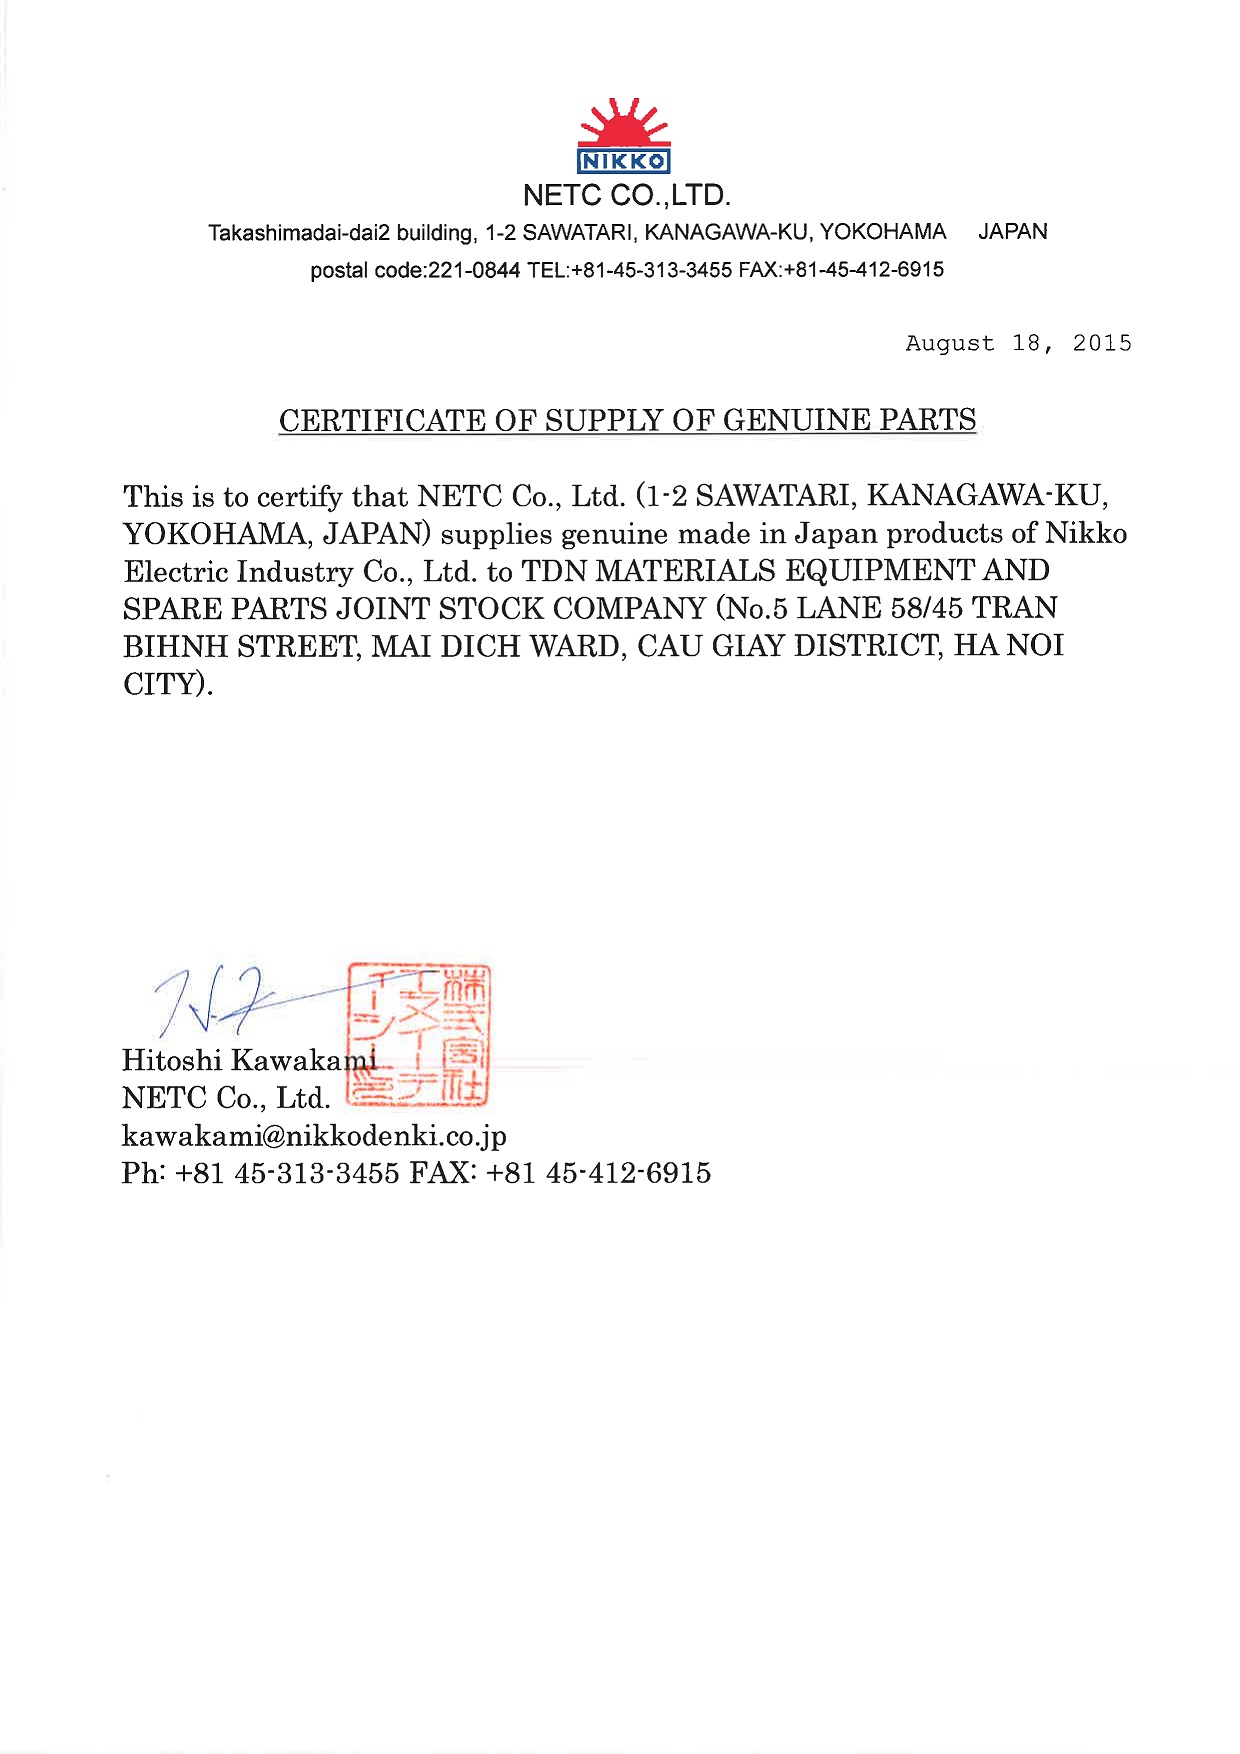 NIKKO
NETC CO.,LTD.
Takashimadai-dai2 building, 1-2 SAWATARI, KANAGAWA-KU, YOKOHAMA JAPAN
postal code:221-0844 TEL:+81-45-313-3455 FAX:+81-45-412-6915
August 18, 2015
CERTIFICATE OF SUPPLY OF GENUINE PARTS
This is to certify that NETC Co., Ltd. (1-2 SAWATARI, KANAGAWA-KU,
YOKOHAMA, JAPAN) supplies genuine made in Japan products of Nikko
Electric Industry Co., Ltd. to TDN MATERIALS EQUIPMENT AND
SPARE PARTS JOINT STOCK COMPANY (No.5 LANE 58/45 TRAN
BIHNH STREET, MAI DICH WARD, CAU GIAY DISTRICT, HA NOI
CITY).
株式会社
エヌイーテ
ィーシー
Hitoshi Kawakami
NETC Co., Ltd.
kawakami@nikkodenki.co.jp
Ph: +81 45-313-3455 FAX: +81 45-412-6915